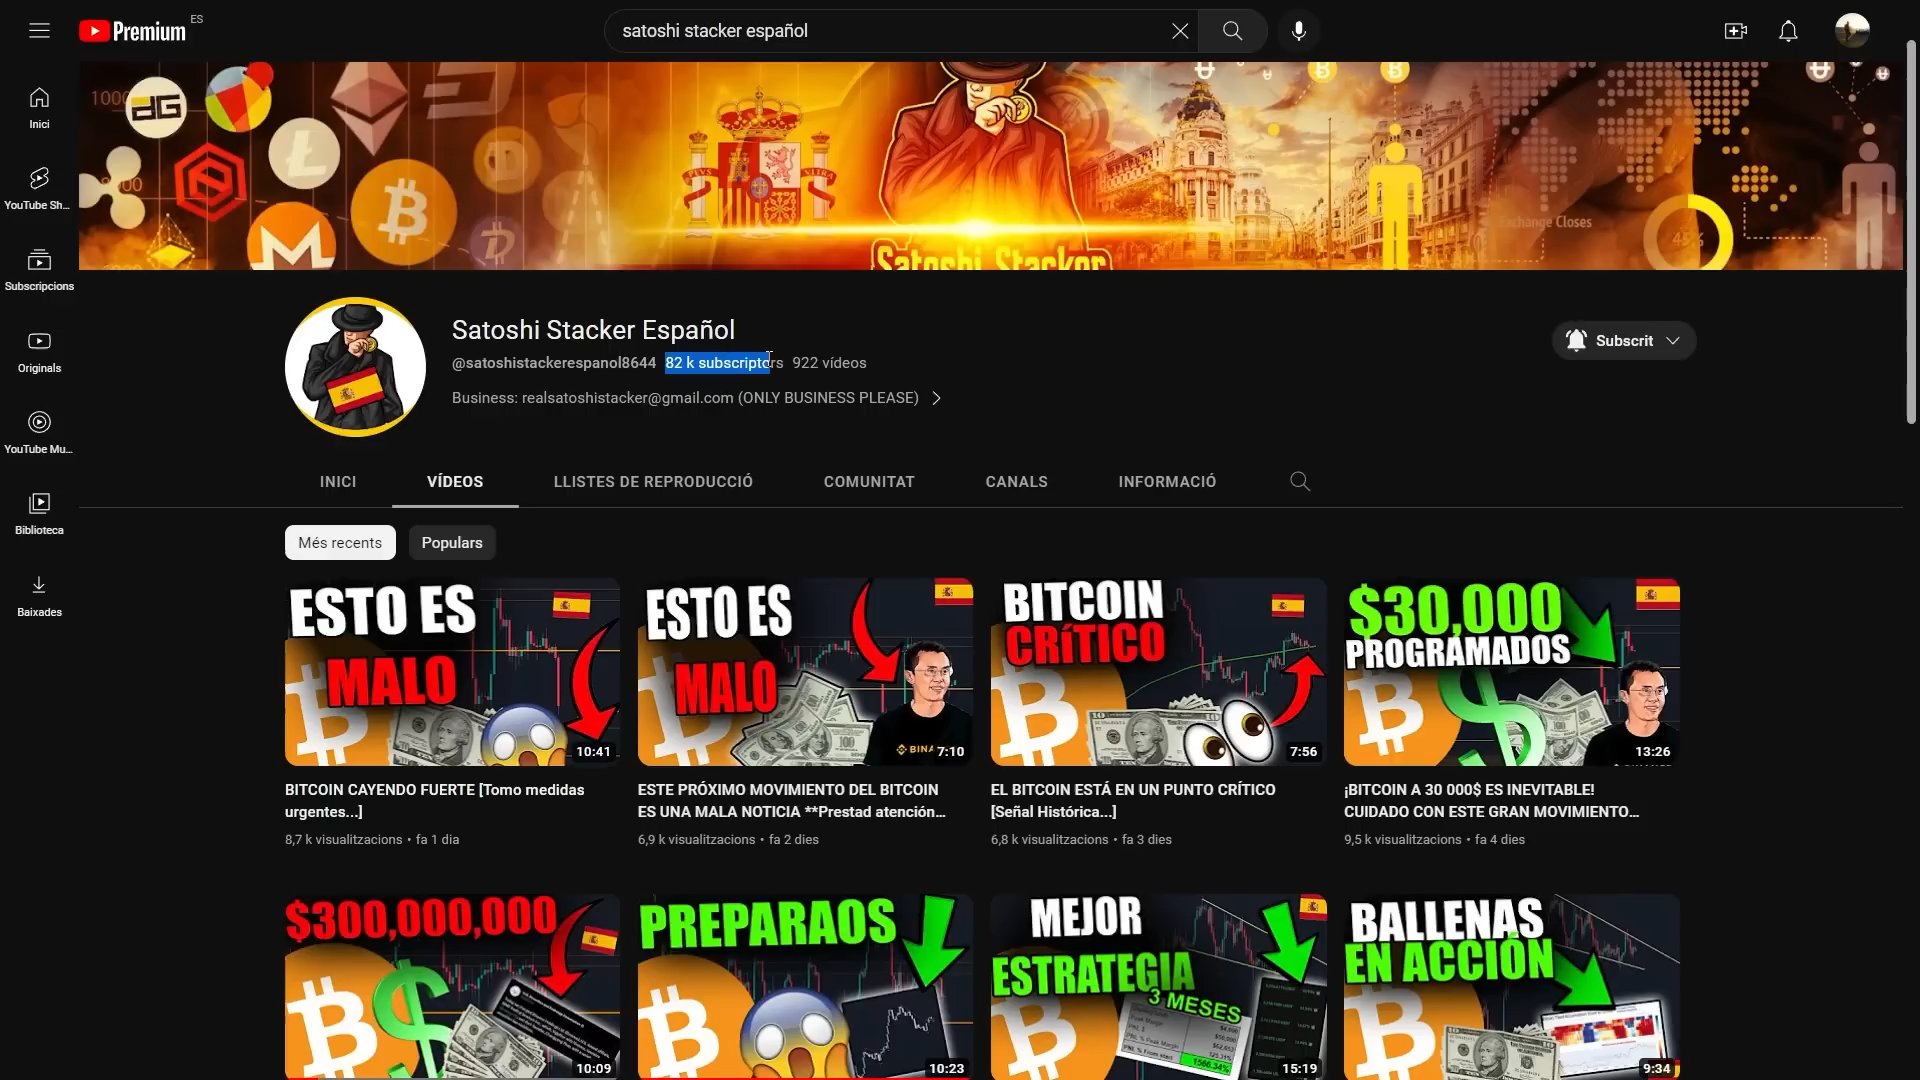 Premium
ES
satoshi stacker español
Inici
YouTube Sh...
Subscripcions
Originals
YouTube Mu...
Biblioteca
Baixades
Satoshi Stacker
Exchange Closes
45%
Satoshi Stacker Español
@satoshistackerespanol8644 82 k subscriptors 922 vídeos
Business: realsatoshistacker@gmail.com (ONLY BUSINESS PLEASE)
Subscrit
INICI VÍDEOS LLISTES DE REPRODUCCIÓ COMUNITAT CANALS INFORMACIÓ
Més recents Populars
ESTO ES
MALO
10:41
ESTO ES
MALO
7:10
BITCOIN
CRÍTICO
7:56
$30,000
PROGRAMADOS
13:26
BITCOIN CAYENDO FUERTE [Tomo medidas
urgentes...]
8,7 k visualitzacions • fa 1 dia
ESTE PRÓXIMO MOVIMIENTO DEL BITCOIN
ES UNA MALA NOTICIA **Prestad atención...
6,9 k visualitzacions • fa 2 dies
EL BITCOIN ESTÁ EN UN PUNTO CRÍTICO
[Señal Histórica...]
6,8 k visualitzacions • fa 3 dies
¡BITCOIN A 30 000$ ES INEVITABLE!
CUIDADO CON ESTE GRAN MOVIMIENTO...
9,5 k visualitzacions • fa 4 dies
$300,000,000
10:09
PREPARAOS
10:23
MEJOR
ESTRATEGIA
3 MESES
15:19
BALLENAS
EN ACCIÓN
9:34